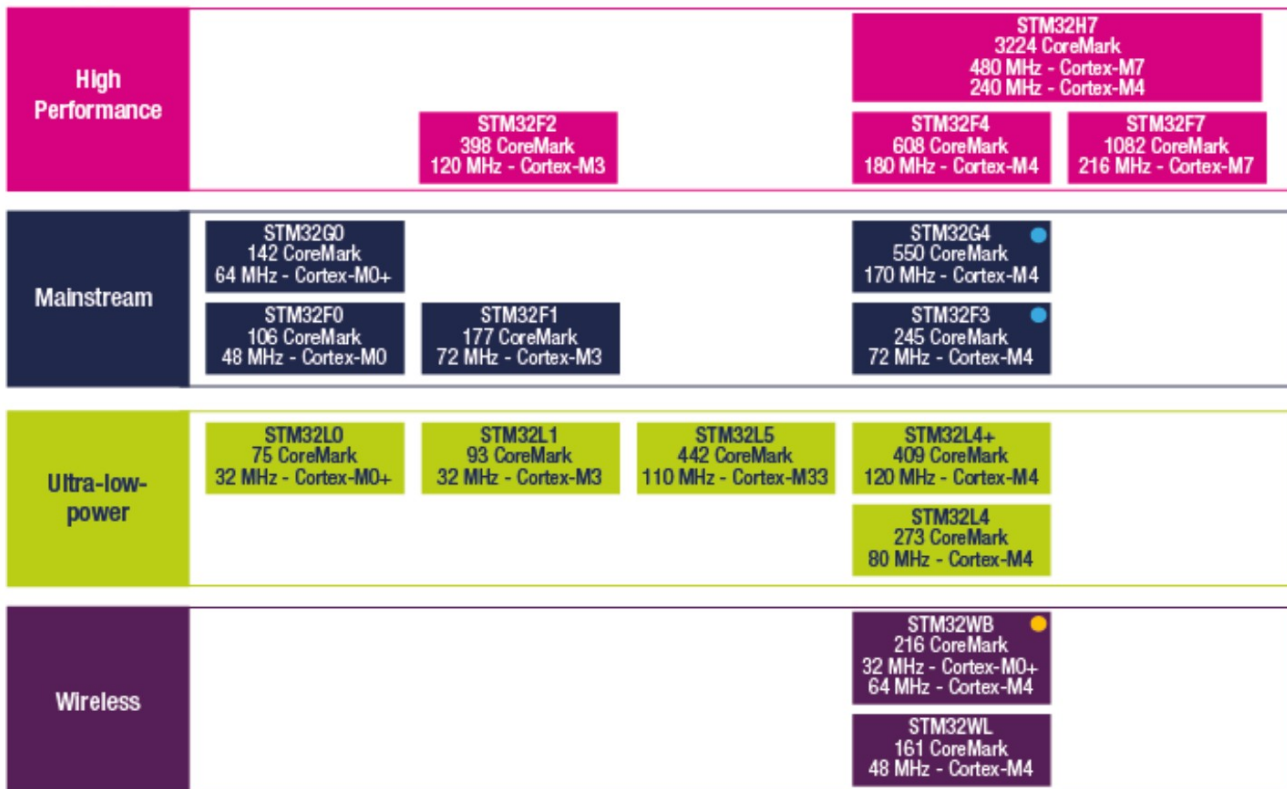 High
Performance
STM32H7
3224 CoreMark
480 MHz - Cortex-M7
240 MHz - Cortex-M4
STM32F2
398 CoreMark
120 MHz - Cortex-M3
STM32F4
608 CoreMark
180 MHz - Cortex-M4
STM32F7
1082 CoreMark
216 MHz - Cortex-M7
Mainstream
STM32G0
142 CoreMark
64 MHz - Cortex-M0+
STM32G4
550 CoreMark
170 MHz - Cortex-M4
STM32F0
106 CoreMark
48 MHz - Cortex-M0
STM32F1
177 CoreMark
72 MHz - Cortex-M3
STM32F3
245 CoreMark
72 MHz - Cortex-M4
Ultra-low-
power
STM32L0
75 CoreMark
32 MHz - Cortex-M0+
STM32L1
93 CoreMark
32 MHz - Cortex-M3
STM32L5
442 CoreMark
110 MHz - Cortex-M33
STM32L4+
409 CoreMark
120 MHz - Cortex-M4
STM32L4
273 CoreMark
80 MHz - Cortex-M4
Wireless
STM32WB
216 CoreMark
32 MHz - Cortex-M0+
64 MHz - Cortex-M4
STM32WL
161 CoreMark
48 MHz - Cortex-M4